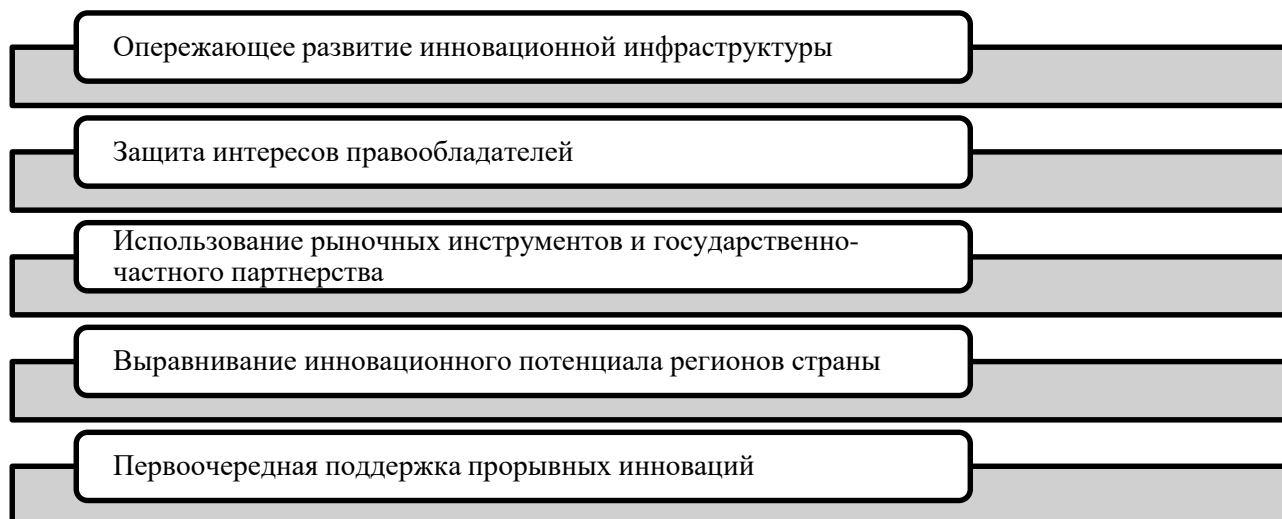 Опережающее развитие инновационной инфраструктуры
Защита интересов правообладателей
Использование рыночных инструментов и государственно-
частного партнерства
Выравнивание инновационного потенциала регионов страны
Первоочередная поддержка прорывных инноваций